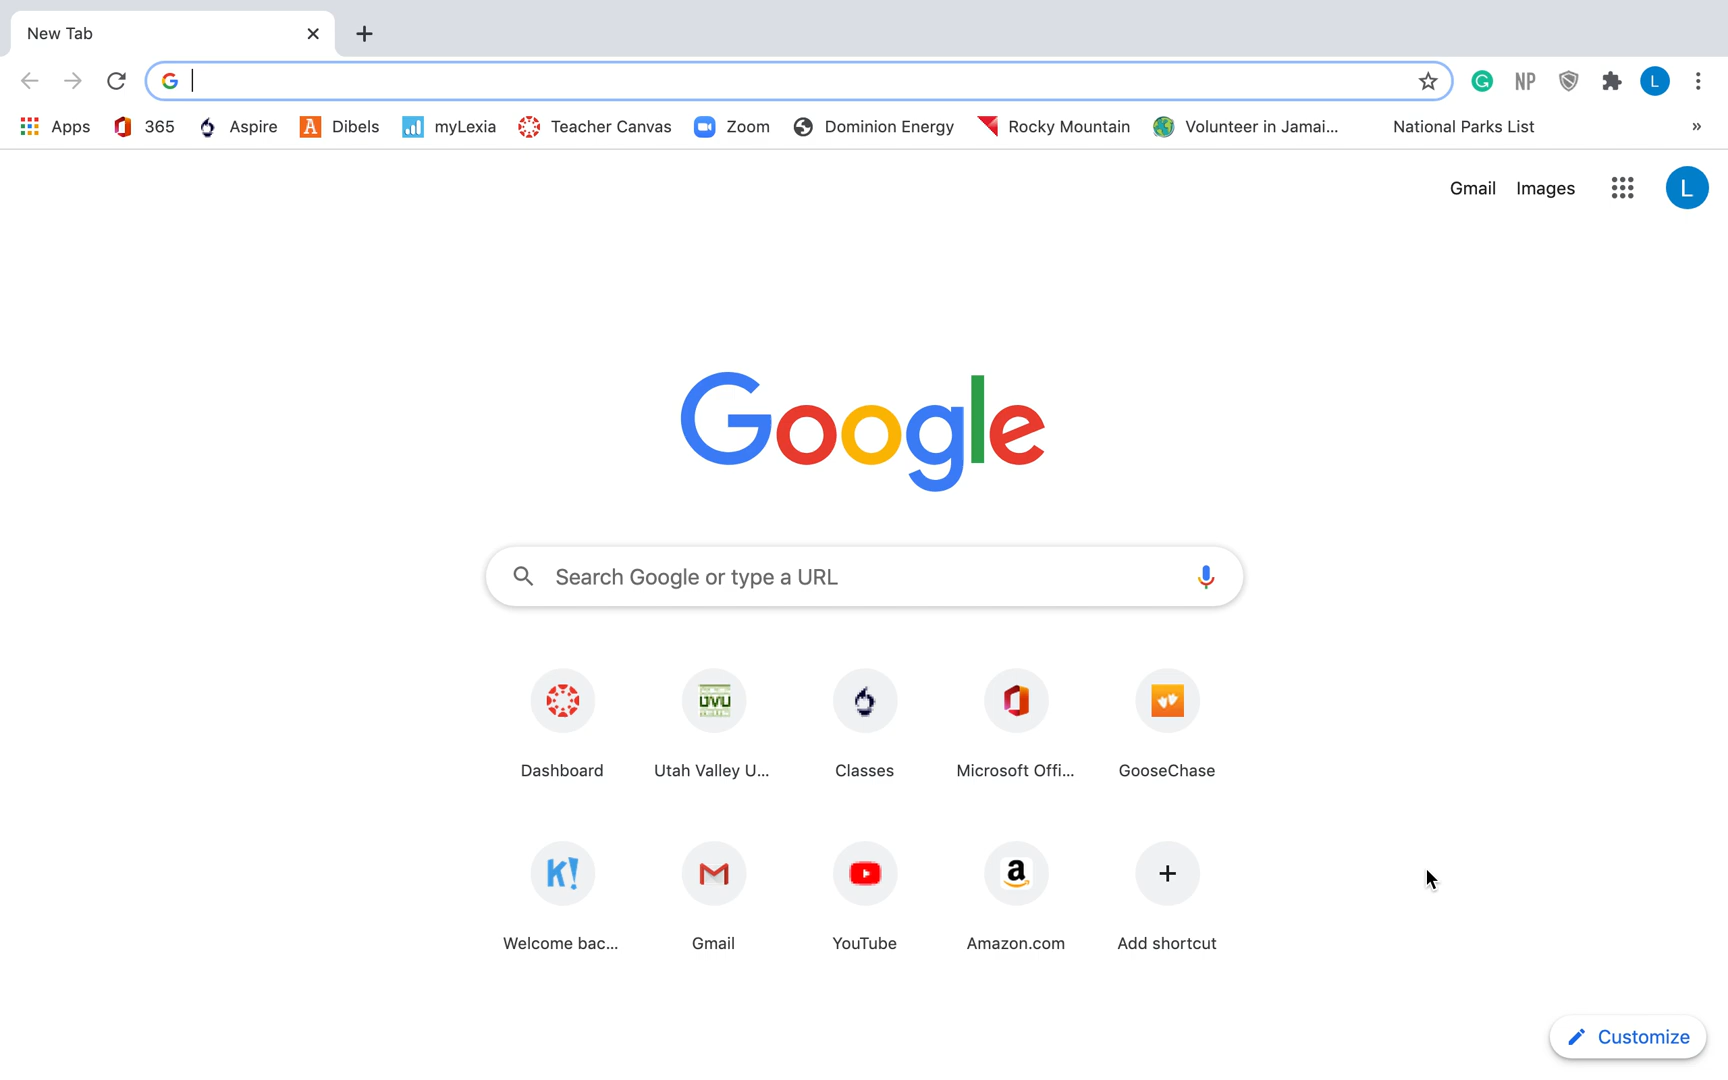 New Tab
NP L
Apps 365 Aspire A Dibels myLexia Teacher Canvas Zoom Dominion Energy Rocky Mountain Volunteer in Jamai... National Parks List »
Gmail Images L
Google
Search Google or type a URL
UVU
Dashboard Utah Valley U... Classes Microsoft Offi... GooseChase
K! a
Welcome bac... Gmail YouTube Amazon.com Add shortcut
Customize